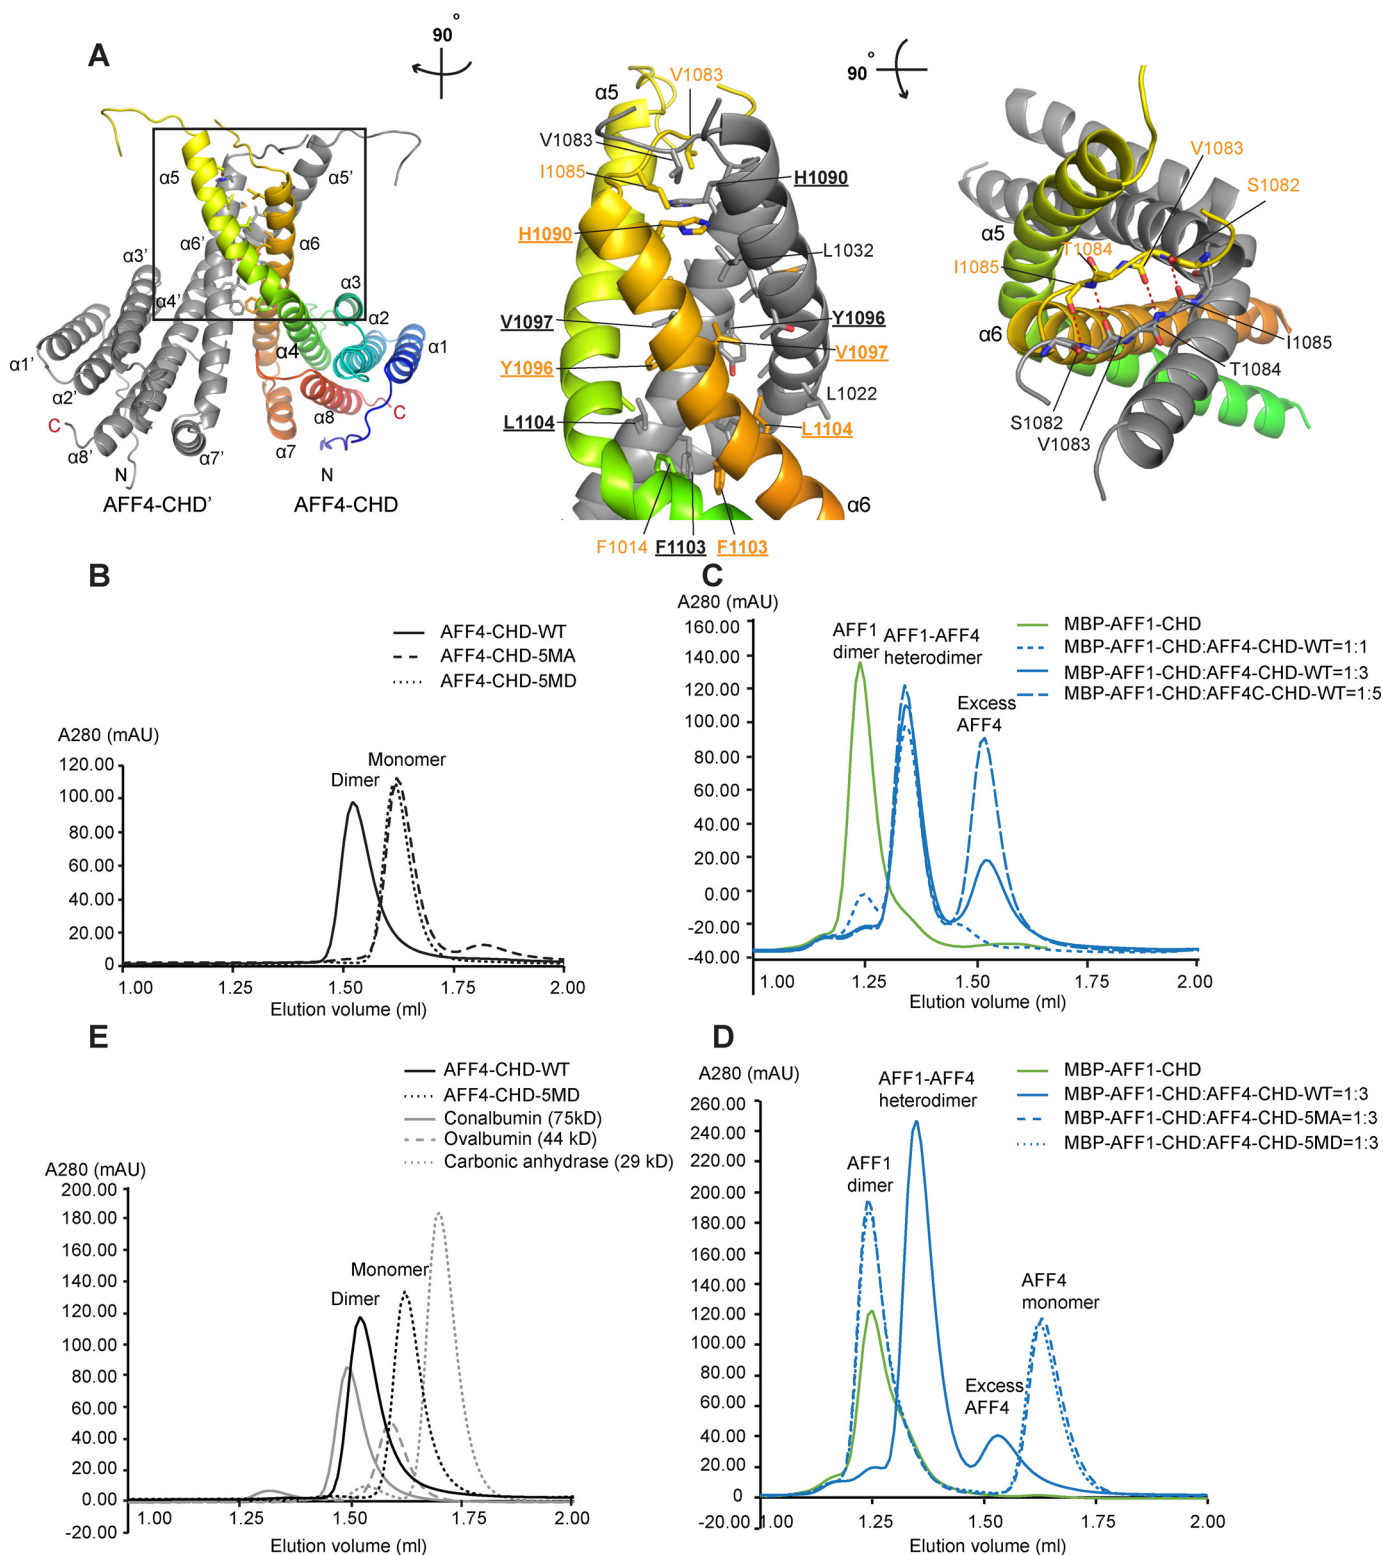 A
90°
α5
α5'
α6'
α6
α3'
α4'
α3
α2
α1
α4
α1'
α2'
C
α8'
N
α7'
α7
α8
C
N
AFF4-CHD'
AFF4-CHD
α5
V1083
V1083
I1085
H1090
H1090
L1032
V1097
Y1096
Y1096
V1097
L1022
L1104
L1104
α6
F1014
F1103
F1103
90°
V1083
S1082
α5
T1084
I1085
α6
I1085
T1084
S1082
V1083
B
AFF4-CHD-WT
AFF4-CHD-5MA
AFF4-CHD-5MD
A280 (mAU)
Dimer
Monomer
120.00
100.00
80.00
60.00
40.00
20.00
0
1.00
1.25
1.50
1.75
2.00
Elution volume (ml)
C
A280 (mAU)
AFF1
dimer
AFF1-AFF4
heterodimer
Excess
AFF4
MBP-AFF1-CHD
MBP-AFF1-CHD:AFF4-CHD-WT=1:1
MBP-AFF1-CHD:AFF4-CHD-WT=1:3
MBP-AFF1-CHD:AFF4C-CHD-WT=1:5
160.00
140.00
120.00
100.00
80.00
60.00
40.00
20.00
0.00
-20.00
-40.00
1.00
1.25
1.50
1.75
2.00
Elution volume (ml)
E
AFF4-CHD-WT
AFF4-CHD-5MD
Conalbumin (75kD)
Ovalbumin (44 kD)
Carbonic anhydrase (29 kD)
A280 (mAU)
Monomer
Dimer
200.00
180.00
160.00
140.00
120.00
100.00
80.00
60.00
40.00
20.00
0.00
-20.00
1.00
1.25
1.50
1.75
2.00
Elution volume (ml)
D
A280 (mAU)
AFF1-AFF4
heterodimer
AFF1
dimer
Excess
AFF4
AFF4
monomer
MBP-AFF1-CHD
MBP-AFF1-CHD:AFF4-CHD-WT=1:3
MBP-AFF1-CHD:AFF4-CHD-5MA=1:3
MBP-AFF1-CHD:AFF4-CHD-5MD=1:3
260.00
240.00
220.00
200.00
180.00
160.00
140.00
120.00
100.00
80.00
60.00
40.00
20.00
0
-20.00
1.00
1.25
1.50
1.75
2.00
Elution volume (ml)